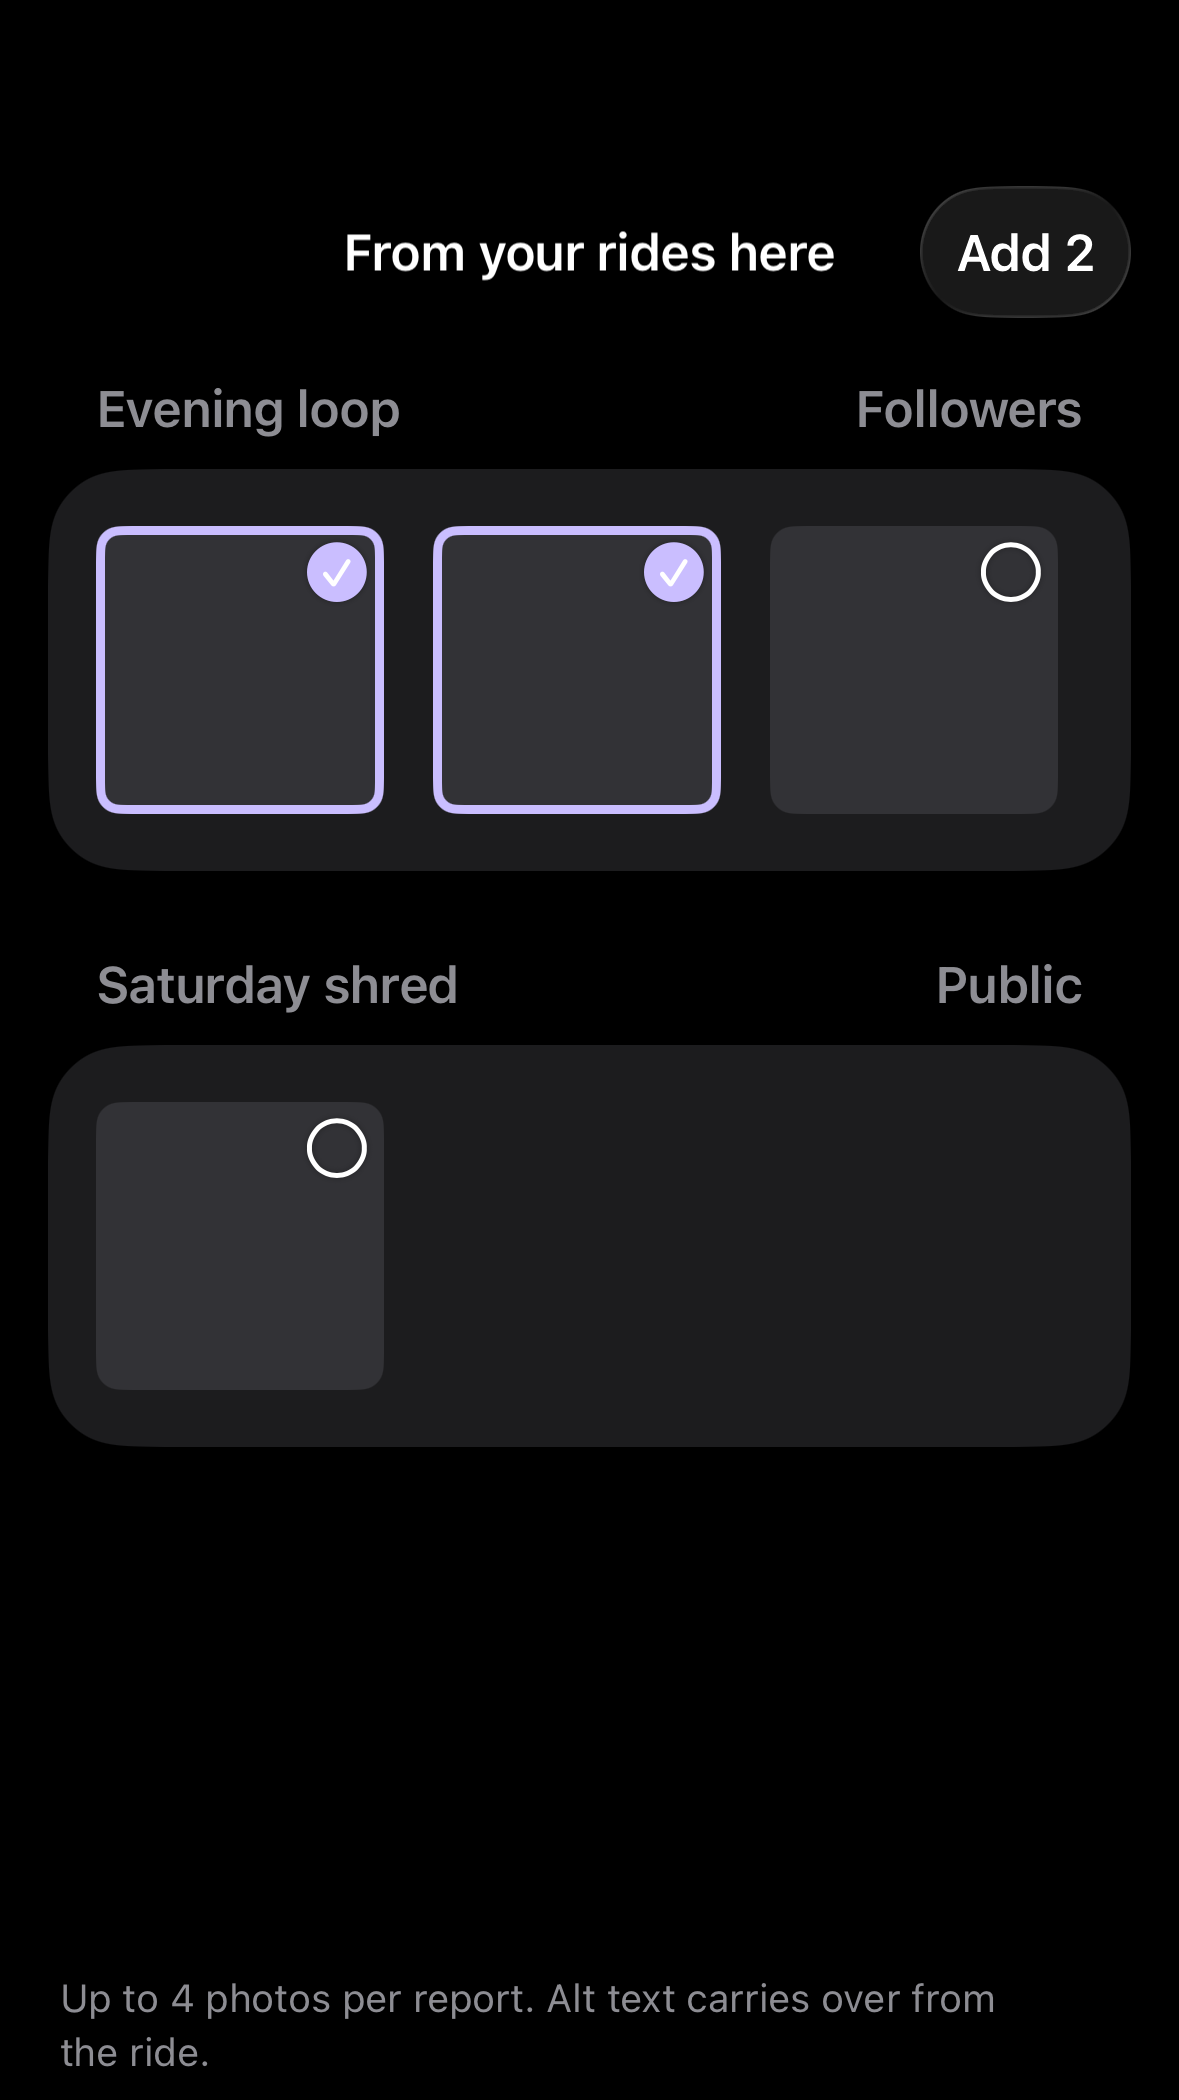 From your rides here
Add 2
Evening loop
Followers
Saturday shred
Public
Up to 4 photos per report. Alt text carries over from
the ride.